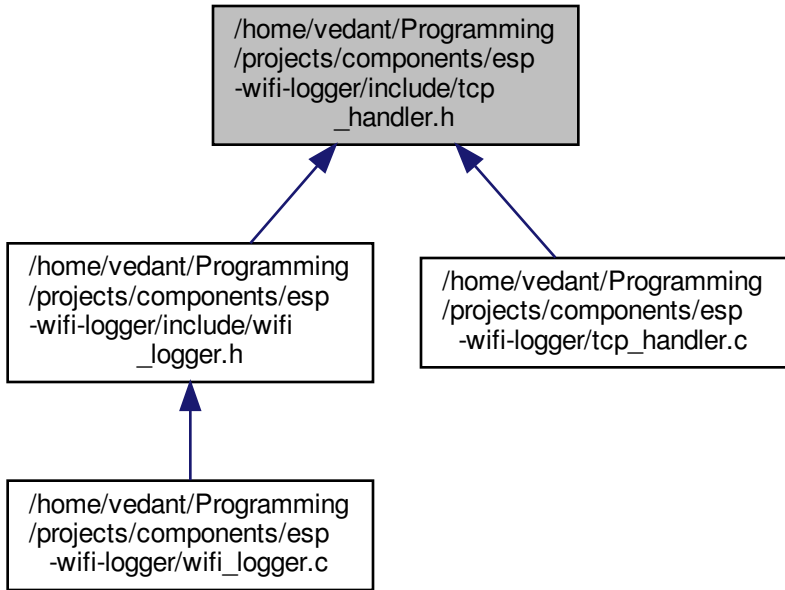 /home/vedant/Programming
/projects/components/esp
-wifi-logger/include/tcp
_handler.h
/home/vedant/Programming
/projects/components/esp
-wifi-logger/include/wifi
_logger.h
/home/vedant/Programming
/projects/components/esp
-wifi-logger/tcp_handler.c
/home/vedant/Programming
/projects/components/esp
-wifi-logger/wifi_logger.c